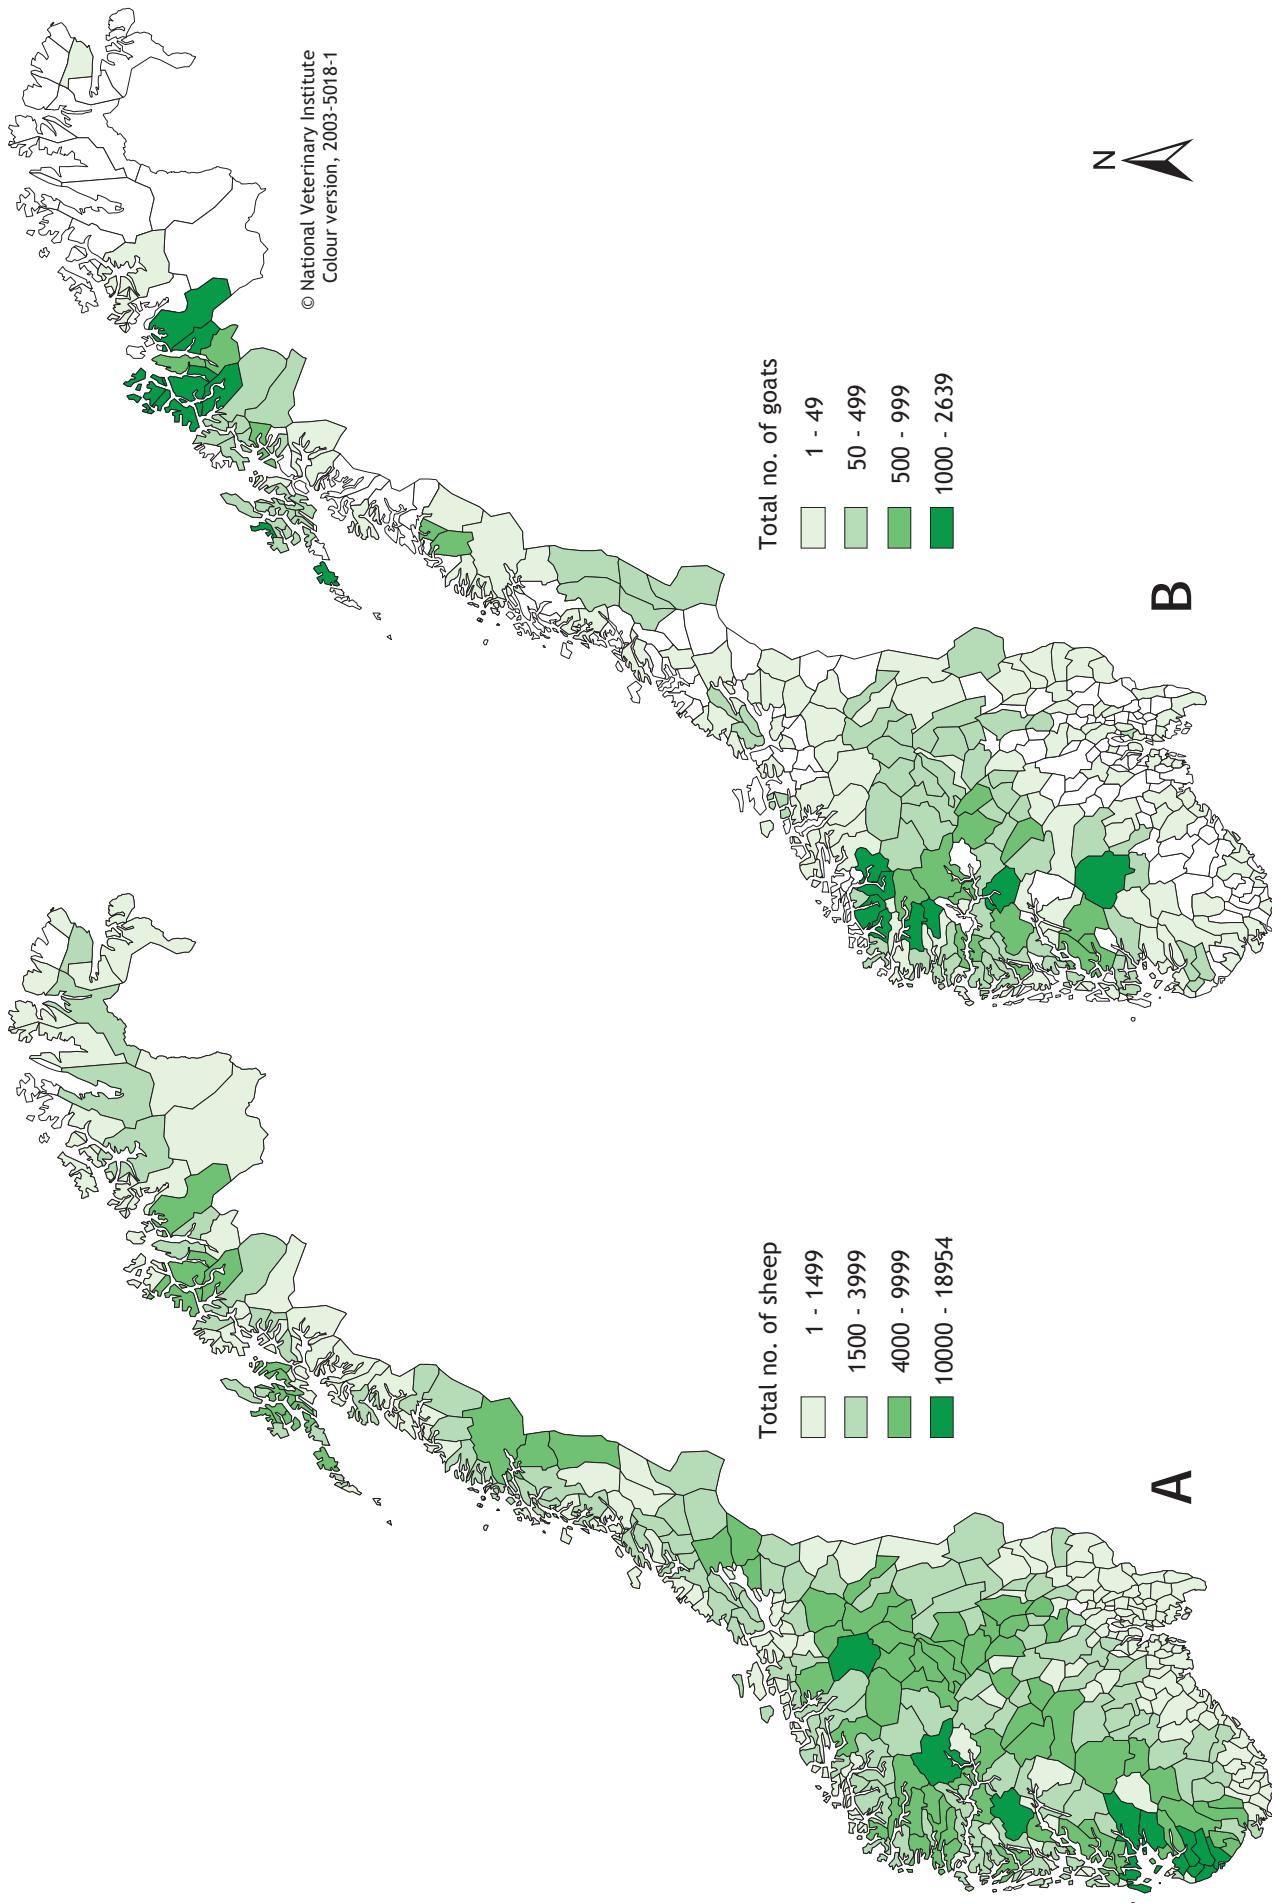 © National Veterinary Institute
Colour version, 2003-5018-1
N
Total no. of sheep
1 - 1499
1500 - 3999
4000 - 9999
10000 - 18954
A
Total no. of goats
1 - 49
50 - 499
500 - 999
1000 - 2639
B